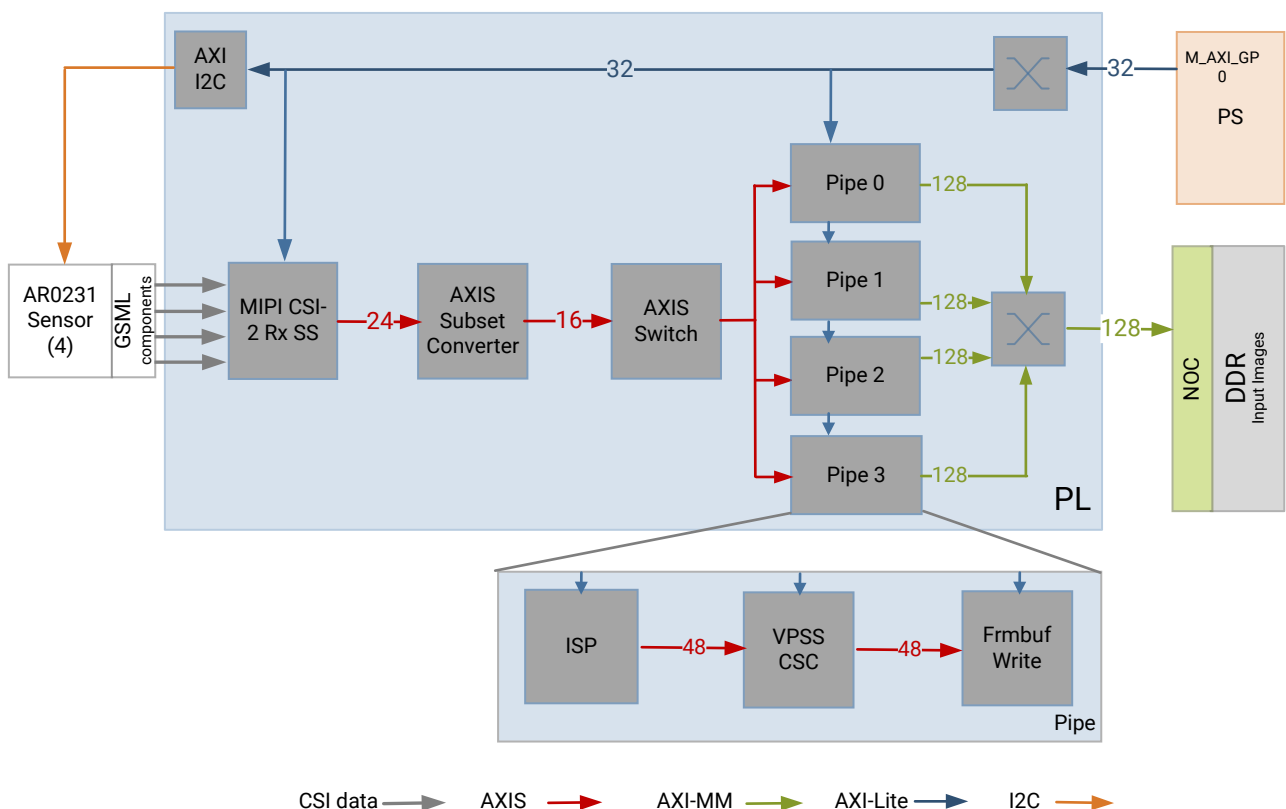 AXI
I2C
32
32
M_AXI_GP
0
PS
Pipe 0
128
AR0231
Sensor
(4)
GSML
components
MIPI CSI-
2 Rx SS
24
AXIS
Subset
Converter
16
AXIS
Switch
Pipe 1
128
128
NOC
DDR
Input Images
Pipe 2
128
Pipe 3
128
PL
ISP
48
VPSS
CSC
48
Frmbuf
Write
Pipe
CSI data
AXIS
AXI-MM
AXI-Lite
I2C